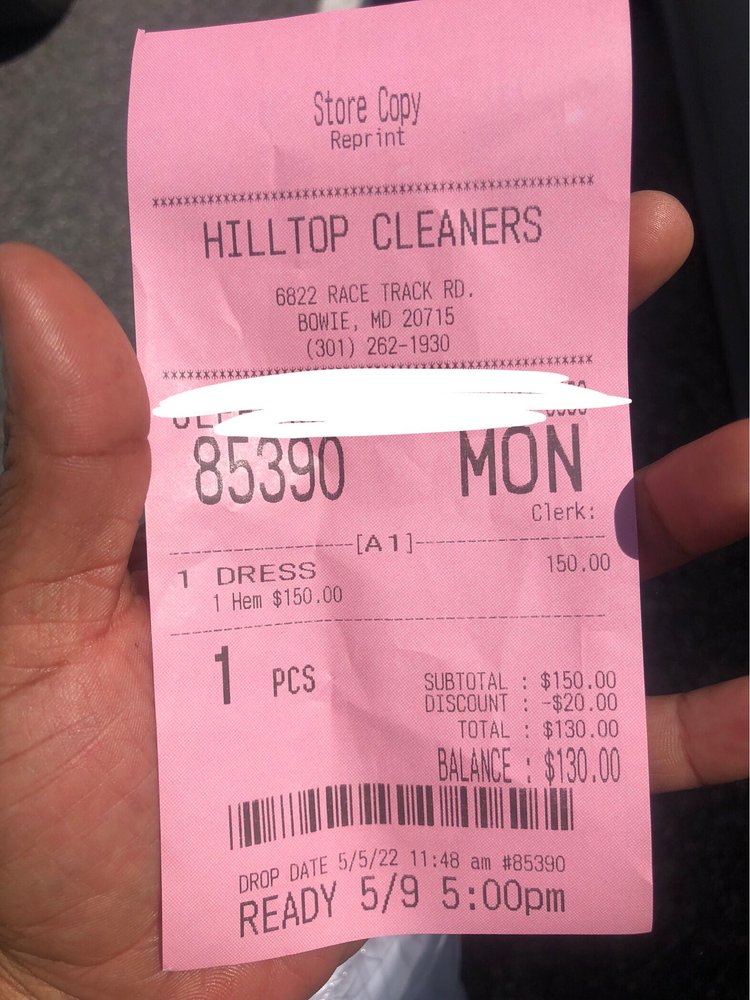 Store Copy
Reprint
****************************************************
HILLTOP CLEANERS
6822 RACE TRACK RD.
BOWIE, MD 20715
(301) 262-1930
****************************************************
85390 MON
Clerk:
[A1]
1 DRESS 150.00
1 Hem $150.00
1 PCS
SUBTOTAL : $150.00
DISCOUNT : -$20.00
TOTAL : $130.00
BALANCE : $130.00
DROP DATE 5/5/22 11:48 am #85390
READY 5/9 5:00pm